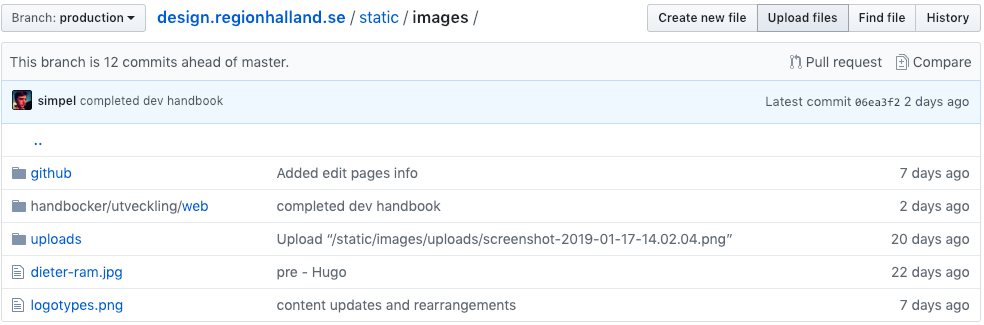 Branch: production design.regionhalland.se / static / images / Create new file Upload files Find file History
This branch is 12 commits ahead of master. Pull request Compare
simpel completed dev handbook Latest commit 06ea3f2 2 days ago
..
github Added edit pages info 7 days ago
handbocker/utveckling/web completed dev handbook 2 days ago
uploads Upload “/static/images/uploads/screenshot-2019-01-17-14.02.04.png” 20 days ago
dieter-ram.jpg pre - Hugo 22 days ago
logotypes.png content updates and rearrangements 7 days ago